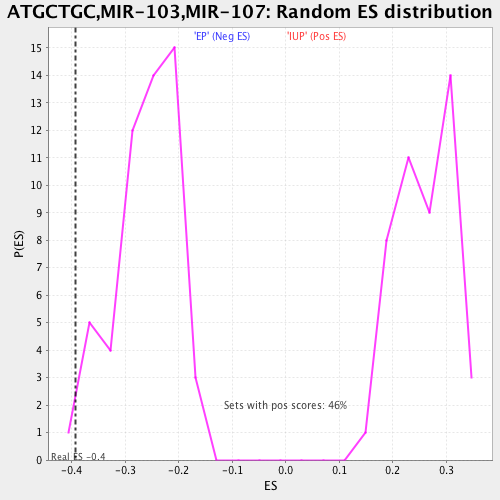 ATGCTGC,MIR-103,MIR-107: Random ES distribution
'EP' (Neg ES)
'IUP' (Pos ES)
P(ES)
15
14
13
12
11
10
9
8
7
6
5
4
3
2
1
0
Sets with pos scores: 46%
Real ES -0.4
-0.4 -0.3 -0.2 -0.1 0.0 0.1 0.2 0.3
ES